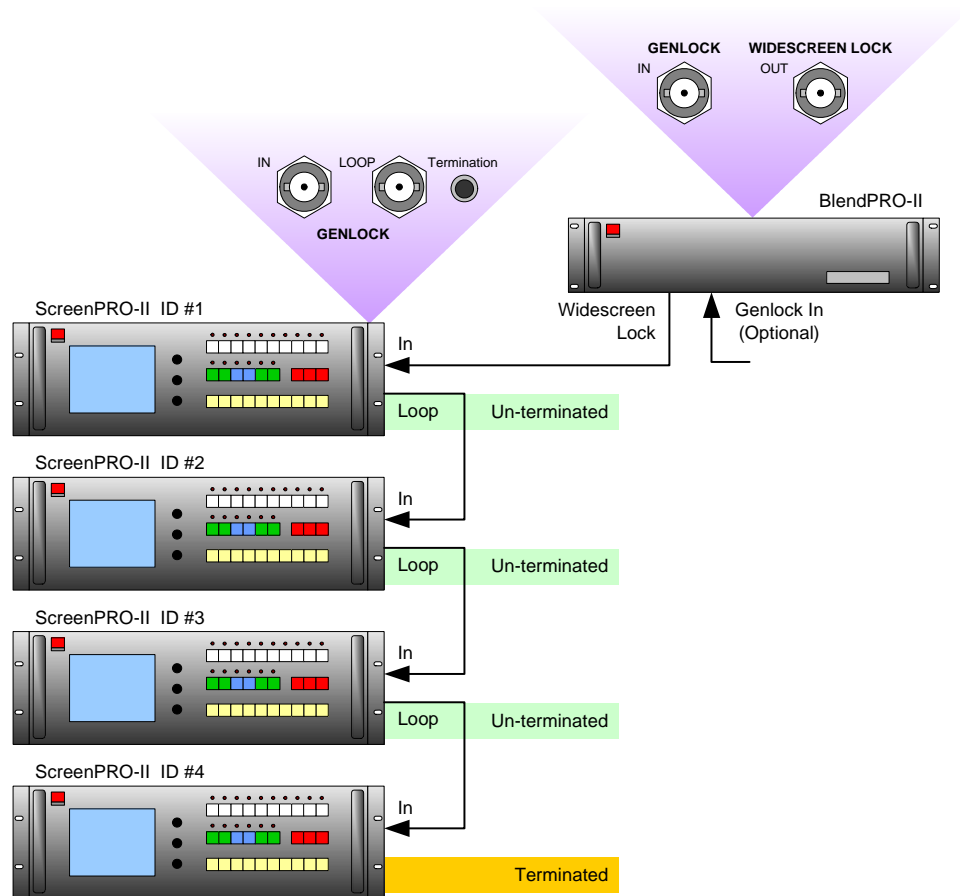 GENLOCK
WIDESCREEN LOCK
IN
OUT
IN
LOOP
Termination
GENLOCK
BlendPRO-II
Widescreen
Lock
Genlock In
(Optional)
ScreenPRO-II ID #1
In
Loop
Un-terminated
ScreenPRO-II ID #2
In
Loop
Un-terminated
ScreenPRO-II ID #3
In
Loop
Un-terminated
ScreenPRO-II ID #4
In
Terminated